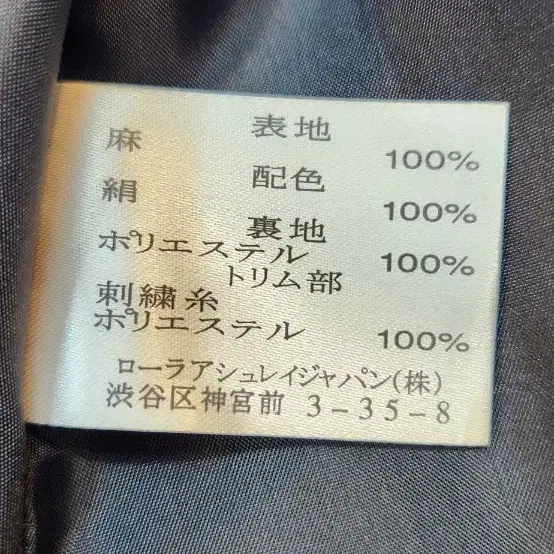 表地
麻 100%
配色
絹 100%
裏地
ポリエステル 100%
トリム部
刺繍糸
ポリエステル 100%
ローラアシュレイジャパン(株)
渋谷区神宮前 3-35-8